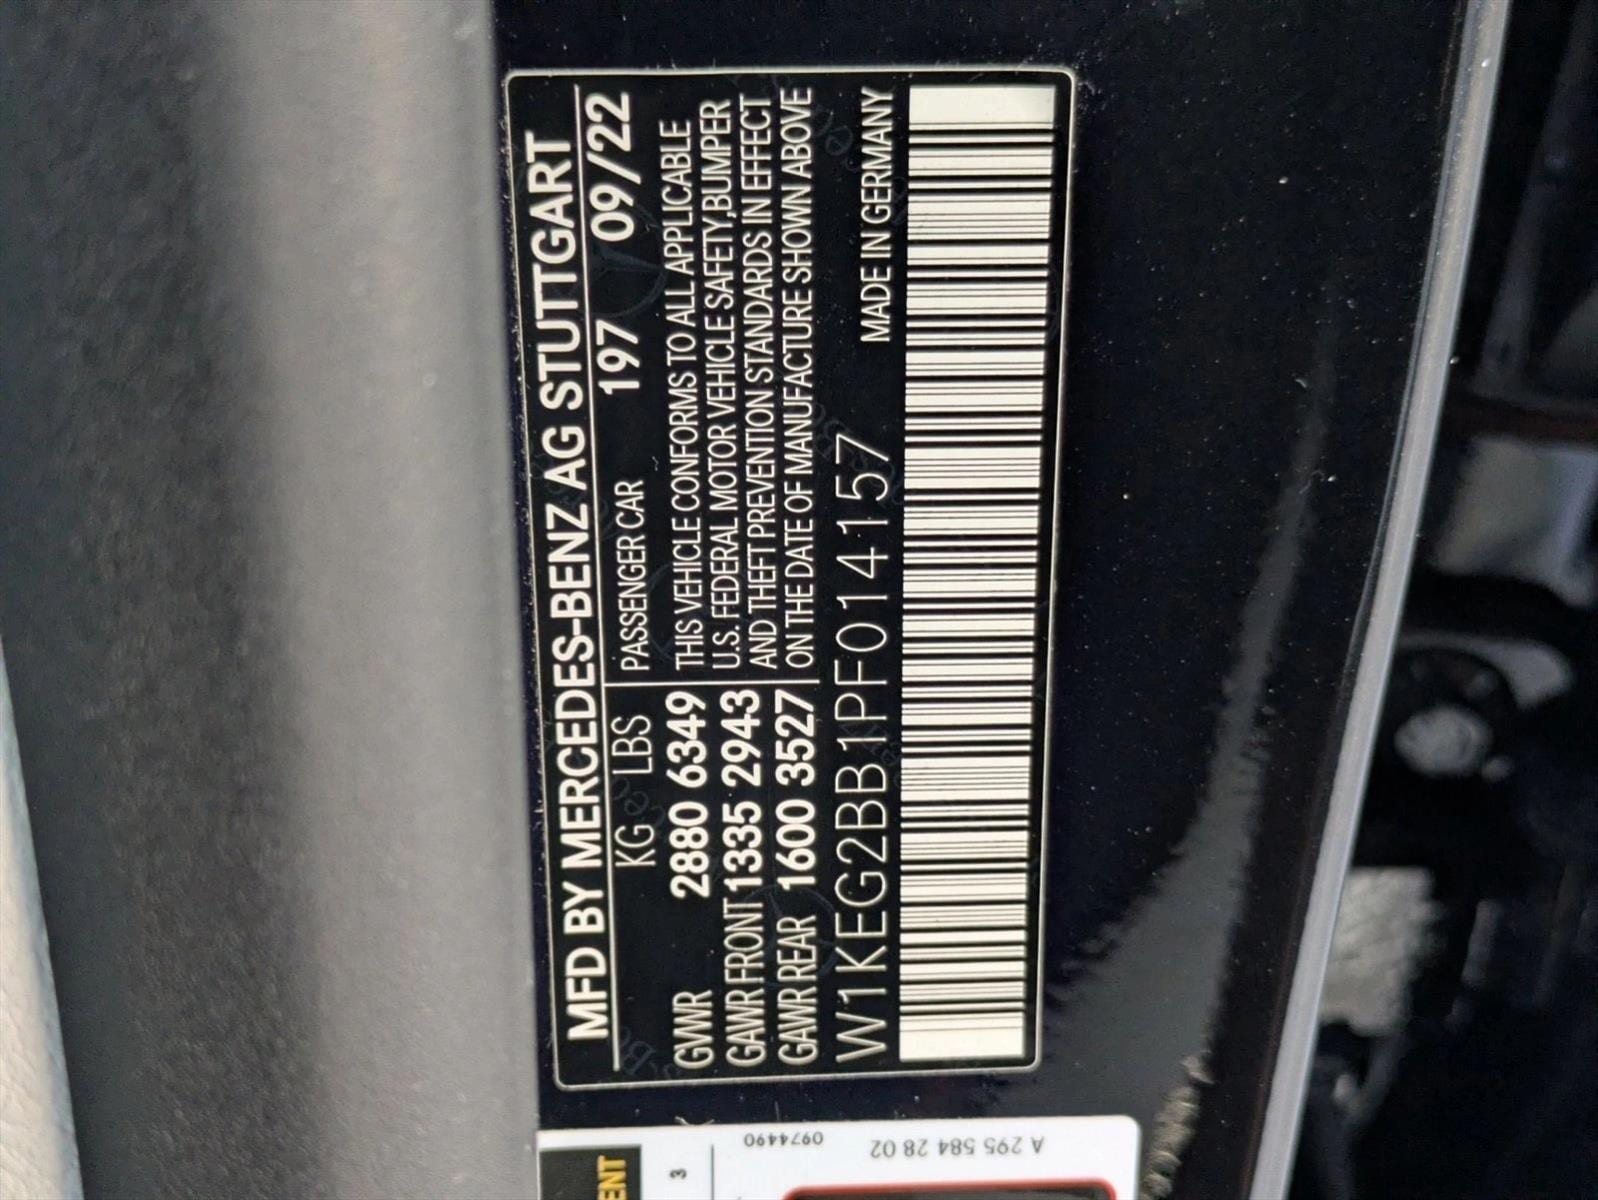 MFD BY MERCEDES-BENZ AG STUTTGART
KG LBS PASSENGER CAR 197 09/22
GVWR 2880 6349 THIS VEHICLE CONFORMS TO ALL APPLICABLE
GAWR FRONT 1335 2943 U.S. FEDERAL MOTOR VEHICLE SAFETY,BUMPER
AND THEFT PREVENTION STANDARDS IN EFFECT
GAWR REAR 1600 3527 ON THE DATE OF MANUFACTURE SHOWN ABOVE
MADE IN GERMANY
W1KEG2BB1PF014157
A 295 584 28 02
0974490
3
ENT